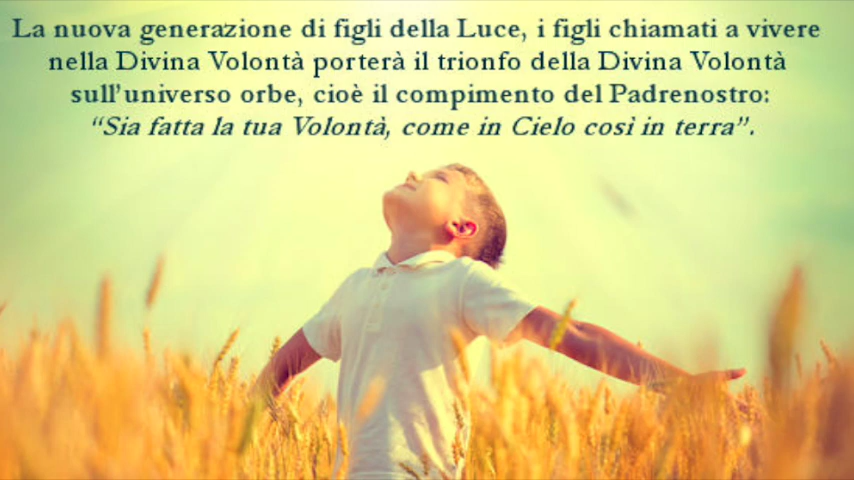 La nuova generazione di figli della Luce, i figli chiamati a vivere
nella Divina Volontà porterà il trionfo della Divina Volontà
sull'universo orbe, cioè il compimento del Padrenostro:
“Sia fatta la tua Volontà, come in Cielo così in terra”.